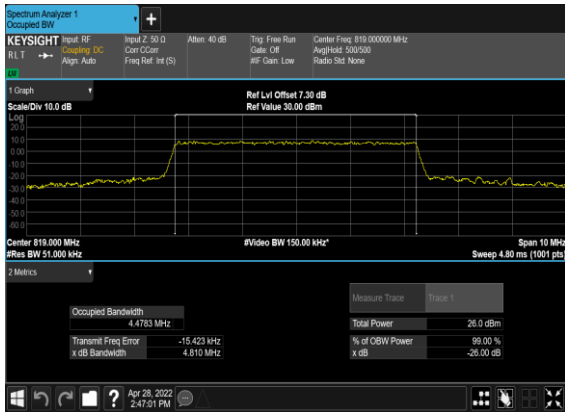 Spectrum Analyzer 1
Occupied BW
KEYSIGHT
R L T
LXI
Input: RF
Coupling: DC
Align: Auto
Input Z: 50 Ω
Corr CCorr
Freq Ref: Int (S)
Atten: 40 dB
Trig: Free Run
Gate: Off
#IF Gain: Low
Center Freq: 819.000000 MHz
Avg|Hold: 500/500
Radio Std: None
1 Graph
Scale/Div 10.0 dB
Ref Lvl Offset 7.30 dB
Ref Value 30.00 dBm
Log
20.0
10.0
0.00
-10.0
-20.0
-30.0
-40.0
-50.0
-60.0
Center 819.000 MHz
#Res BW 51.000 kHz
#Video BW 150.00 kHz*
Span 10 MHz
Sweep 4.80 ms (1001 pts)
2 Metrics
Occupied Bandwidth
4.4783 MHz
Transmit Freq Error -15.423 kHz
x dB Bandwidth 4.810 MHz
Measure Trace Trace 1
Total Power 26.0 dBm
% of OBW Power 99.00 %
x dB -26.00 dB
?
Apr 28, 2022
2:47:01 PM